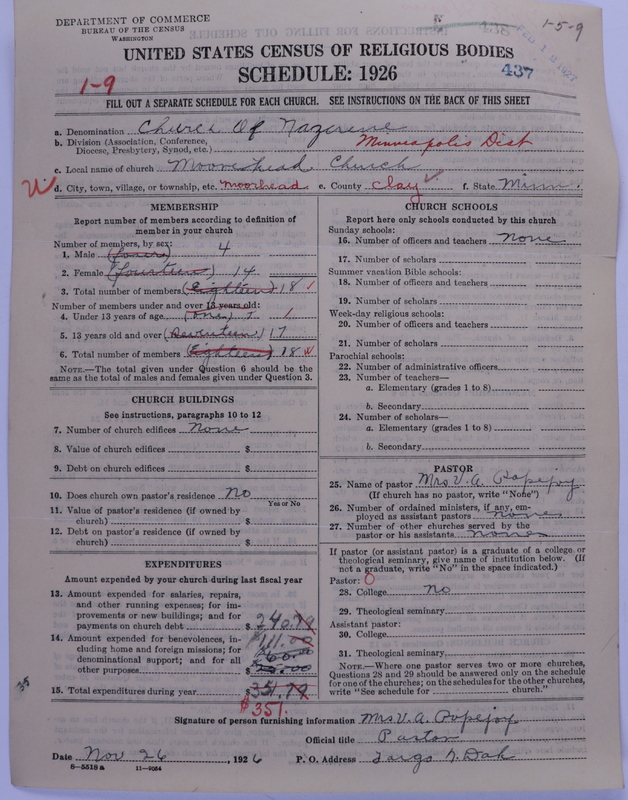 DEPARTMENT OF COMMERCE
BUREAU OF THE CENSUS
WASHINGTON
1-5-9
FEB 18 1927
437
UNITED STATES CENSUS OF RELIGIOUS BODIES
SCHEDULE: 1926
1-9
FILL OUT A SEPARATE SCHEDULE FOR EACH CHURCH. SEE INSTRUCTIONS ON THE BACK OF THIS SHEET
a. Denomination Church Of Nazerene
b. Division (Association, Conference, Diocese, Presbytery, Synod, etc.) Minneapolis Dist
c. Local name of church Mooreshead Church
d. City, town, village, or township, etc. Moorhead e. County Clay f. State Minn.
MEMBERSHIP
Report number of members according to definition of
member in your church
Number of members, by sex:
1. Male (foure) 4
2. Female (fourteen) 14
3. Total number of members (Eighteen) 18
Number of members under and over 13 years old:
4. Under 13 years of age (one) 1
5. 13 years old and over (Seventeen) 17
6. Total number of members (Eighteen) 18
NOTE.—The total given under Question 6 should be the
same as the total of males and females given under Question 3.
CHURCH BUILDINGS
See instructions, paragraphs 10 to 12
7. Number of church edifices None
8. Value of church edifices $
9. Debt on church edifices $
10. Does church own pastor's residence No
Yes or No
11. Value of pastor's residence (if owned by
church) $
12. Debt on pastor's residence (if owned by
church) $
EXPENDITURES
Amount expended by your church during last fiscal year
13. Amount expended for salaries, repairs,
and other running expenses; for im-
provements or new buildings; and for
payments on church debt $ 240.79
14. Amount expended for benevolences, in-
cluding home and foreign missions; for
denominational support; and for all
other purposes $
111.00
15. Total expenditures during year $ 351.79
$351.
CHURCH SCHOOLS
Report here only schools conducted by this church
Sunday schools:
16. Number of officers and teachers None
17. Number of scholars
Summer vacation Bible schools:
18. Number of officers and teachers
19. Number of scholars
Week-day religious schools:
20. Number of officers and teachers
21. Number of scholars
Parochial schools:
22. Number of administrative officers
23. Number of teachers—
a. Elementary (grades 1 to 8)
b. Secondary
24. Number of scholars—
a. Elementary (grades 1 to 8)
b. Secondary
PASTOR
25. Name of pastor Mrs V. A. Popejoy
(If church has no pastor, write "None")
26. Number of ordained ministers, if any, em-
ployed as assistant pastors none
27. Number of other churches served by the
pastor or his assistants none
If pastor (or assistant pastor) is a graduate of a college or
theological seminary, give name of institution below. (If
not a graduate, write "No" in the space indicated.)
Pastor: O
28. College no
29. Theological seminary
Assistant pastor:
30. College
31. Theological seminary
NOTE.—Where one pastor serves two or more churches,
Questions 28 and 29 should be answered only on the schedule
for one of the churches; on the schedules for the other churches,
write "See schedule for church."
Signature of person furnishing information Mrs V. A. Popejoy
Official title Pastor
Date Nov 26, 1926 P. O. Address Fargo N. Dak
8—5518a 11—9054